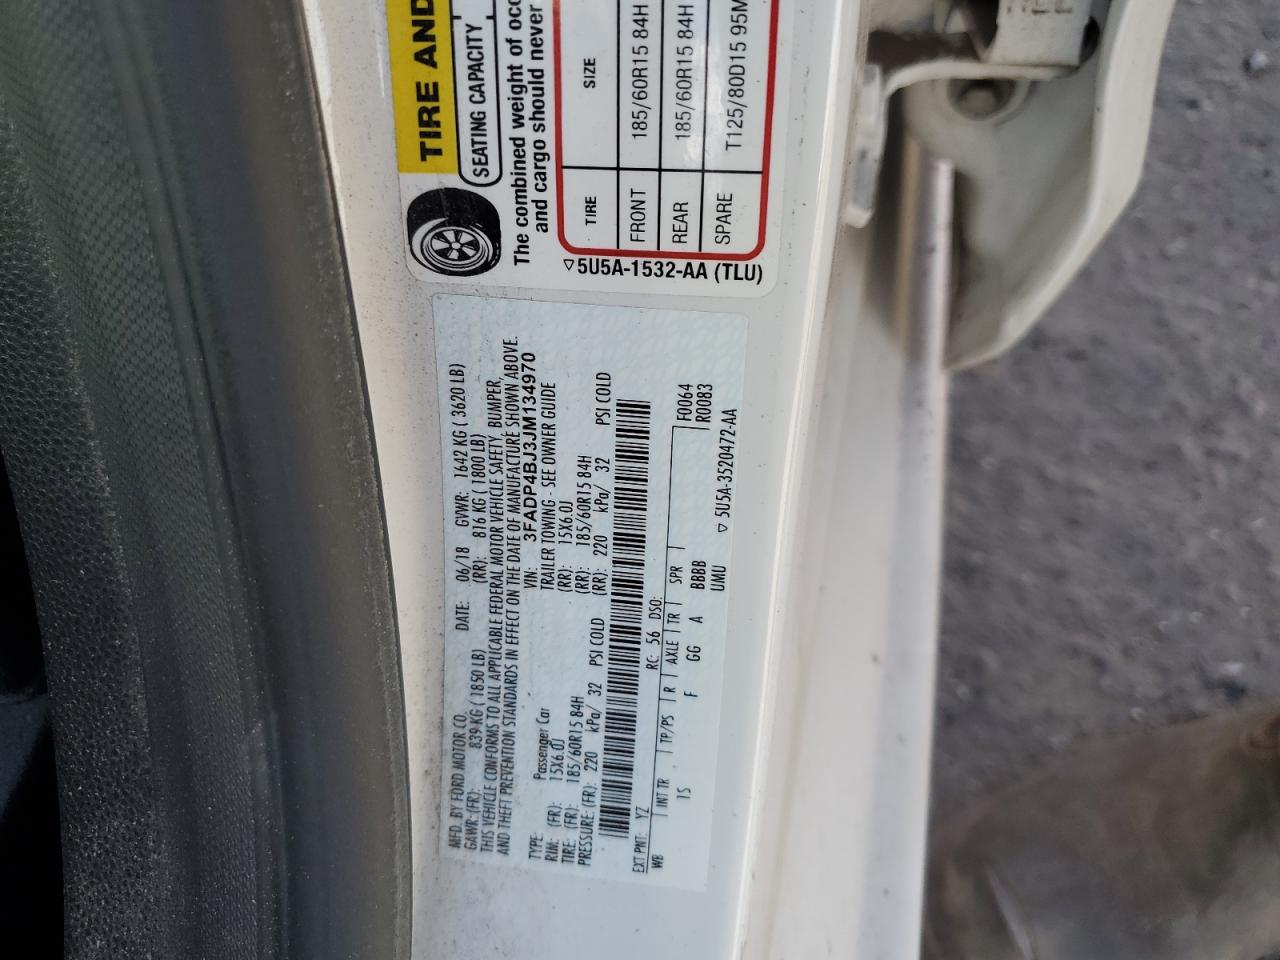 TIRE AND
SEATING CAPACITY
The combined weight of occ
and cargo should never
TIRE SIZE
FRONT 185/60R15 84H
REAR 185/60R15 84H
SPARE T125/80D15 95M
▽5U5A-1532-AA (TLU)
MFD. BY FORD MOTOR CO. DATE: 06/18 GVWR: 1642 KG ( 3620 LB)
GAWR: (FR): 839 KG ( 1850 LB) (RR): 816 KG ( 1800 LB)
THIS VEHICLE CONFORMS TO ALL APPLICABLE FEDERAL MOTOR VEHICLE SAFETY, BUMPER,
AND THEFT PREVENTION STANDARDS IN EFFECT ON THE DATE OF MANUFACTURE SHOWN ABOVE.
VIN: 3FADP4BJ3JM134970
TYPE: Passenger Car TRAILER TOWING - SEE OWNER GUIDE
RIM: (FR): 15X6.0J (RR): 15X6.0J
TIRE: (FR): 185/60R15 84H (RR): 185/60R15 84H
PRESSURE: (FR): 220 kPa/ 32 PSI COLD (RR): 220 kPa/ 32 PSI COLD
EXT PNT: YZ RC: 56 DSO: F0064
WB INT TR TP/PS R AXLE TR SPR R0083
15 F GG A BBBB
UMU ▽ 5U5A-3520472-AA